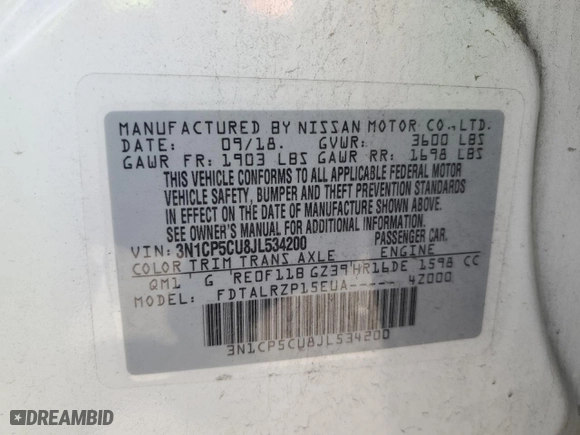 MANUFACTURED BY NISSAN MOTOR CO.,LTD.
DATE: 09/18. GVWR: 3600 LBS
GAWR FR: 1903 LBS GAWR RR: 1698 LBS
THIS VEHICLE CONFORMS TO ALL APPLICABLE FEDERAL MOTOR
VEHICLE SAFETY, BUMPER AND THEFT PREVENTION STANDARDS
IN EFFECT ON THE DATE OF MANUFACTURE SHOWN ABOVE.
SEE OWNER'S MANUAL FOR ADDITIONAL INFORMATION.
VIN: 3N1CP5CU8JL534200 PASSENGER CAR.
COLOR TRIM TRANS AXLE ENGINE
QM1 G RE0F11B GZ39 HR16DE 1598 CC
FDTALRZP15EUA----- 4Z000
3N1CP5CU8JL534200
DREAMBID